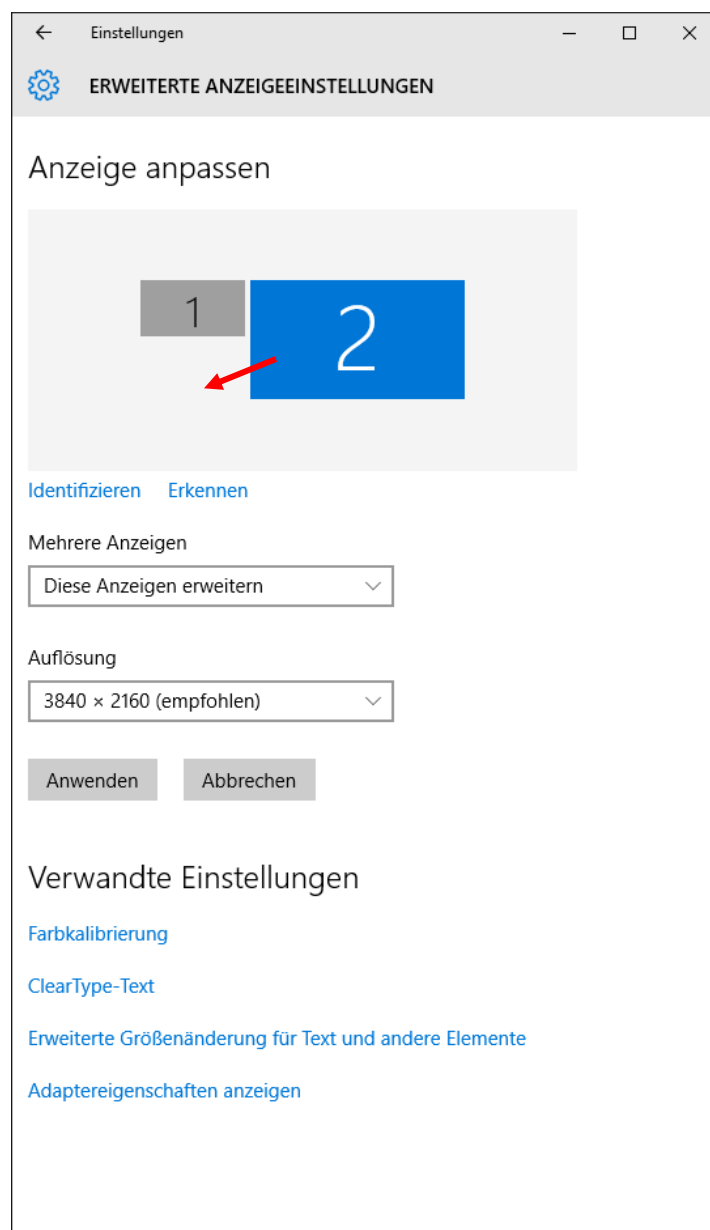 Einstellungen
ERWEITERTE ANZEIGEEINSTELLUNGEN
Anzeige anpassen
1
2
Identifizieren Erkennen
Mehrere Anzeigen
Diese Anzeigen erweitern
Auflösung
3840 × 2160 (empfohlen)
Anwenden Abbrechen
Verwandte Einstellungen
Farbkalibrierung
ClearType-Text
Erweiterte Größenänderung für Text und andere Elemente
Adaptereigenschaften anzeigen